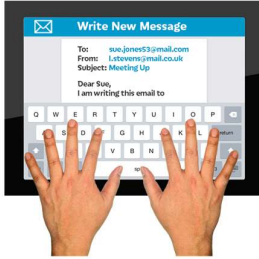 Write New Message
To: sue.jones53@mail.com
From: l.stevens@mail.co.uk
Subject: Meeting Up
Dear Sue,
I am writing this email to
Q W E R T Y U I O P
S D G H K L return
V B N